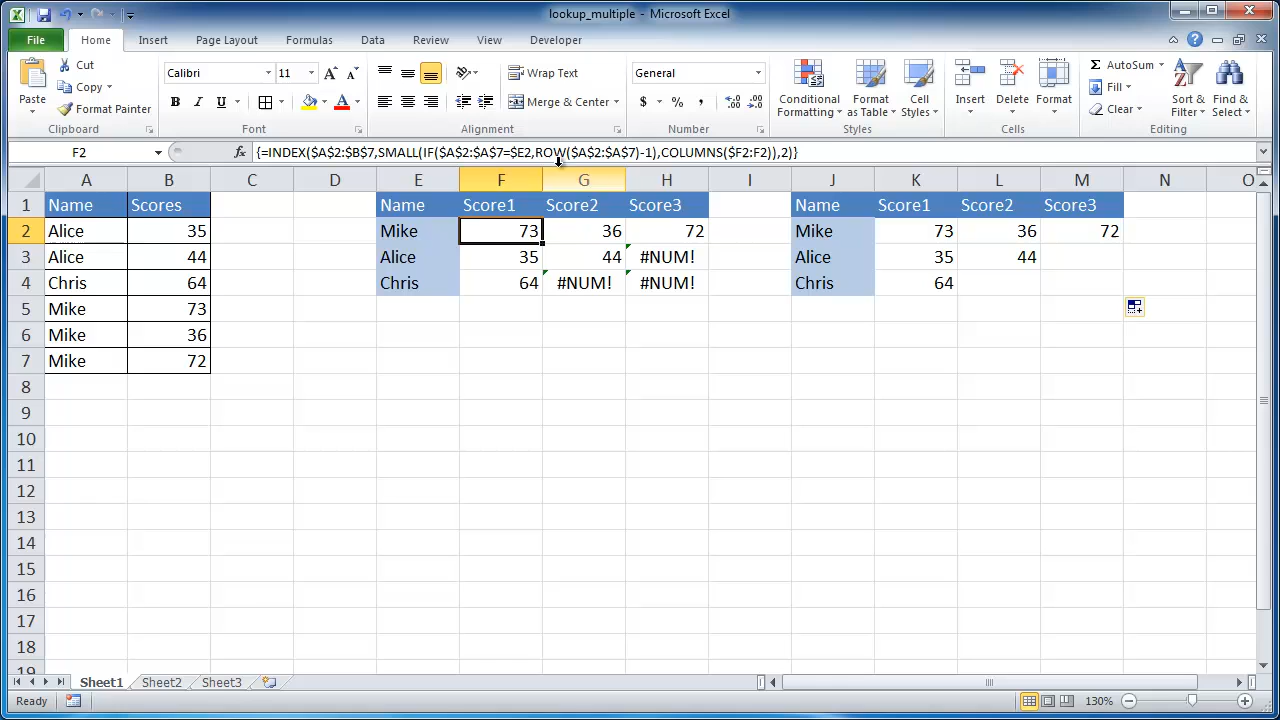 lookup_multiple - Microsoft Excel
File Home Insert Page Layout Formulas Data Review View Developer
Paste
Cut
Copy
Format Painter
Clipboard
Calibri 11
B I U A
Font
Wrap Text
Merge & Center
Alignment
General
$ % ,
Number
Conditional Formatting
Format as Table
Cell Styles
Styles
Insert Delete Format
Cells
Σ AutoSum
Fill
Clear
Sort & Filter
Find & Select
Editing
F2 fx {=INDEX($A$2:$B$7,SMALL(IF($A$2:$A$7=$E2,ROW($A$2:$A$7)-1),COLUMNS($F2:F2)),2)}
A B C D E F G H I J K L M N O
1 Name Scores Name Score1 Score2 Score3 Name Score1 Score2 Score3
2 Alice 35 Mike 73 36 72 Mike 73 36 72
3 Alice 44 Alice 35 44 #NUM! Alice 35 44
4 Chris 64 Chris 64 #NUM! #NUM! Chris 64
5 Mike 73
6 Mike 36
7 Mike 72
8
9
10
11
12
13
14
15
16
17
18
19
Sheet1 Sheet2 Sheet3
Ready 130%